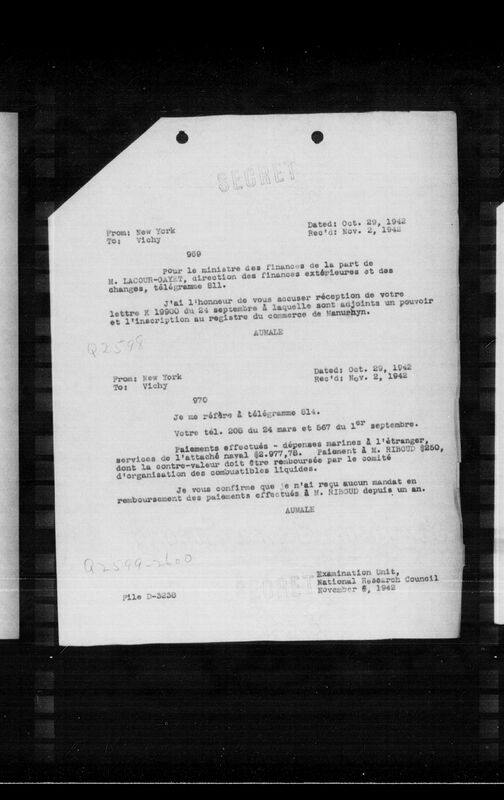 SECRET
From: New York
To: Vichy
Dated: Oct. 29, 1942
Rec'd: Nov. 2, 1942
969
Pour le ministre des finances de la part de
M. LACOUR-GAYET, direction des finances extérieures et des
changes, télégramme 811.
J'ai l'honneur de vous accuser réception de votre
lettre K 19900 du 24 septembre à laquelle sont adjoints un pouvoir
et l'inscription au registre du commerce de Manurhyn.
AUMALE
Q2598
From: New York
To: Vichy
Dated: Oct. 29, 1942
Rec'd: Nov. 2, 1942
970
Je me réfère à télégramme 814.
Votre tél. 208 du 24 mars et 567 du 1er septembre.
Paiements effectués - dépenses marines à l'étranger,
services de l'attaché naval $2.977,78. Paiement à M. RIBOUD $250,
dont la contre-valeur doit être remboursée par le comité
d'organisation des combustibles liquides.
Je vous confirme que je n'ai reçu aucun mandat en
remboursement des paiements effectués à M. RIBOUD depuis un an.
AUMALE
Q2599-2600
Examination Unit,
National Research Council
November 6, 1942
File D-3238